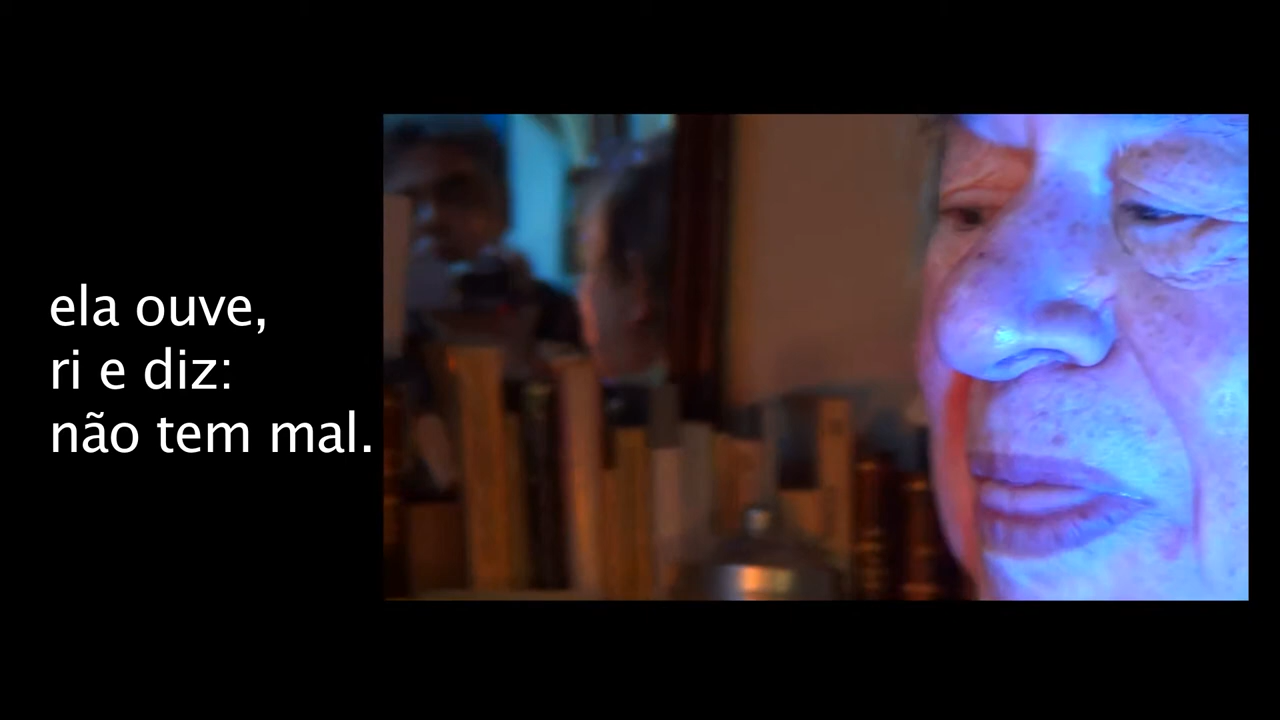 ela ouve,
ri e diz:
não tem mal.